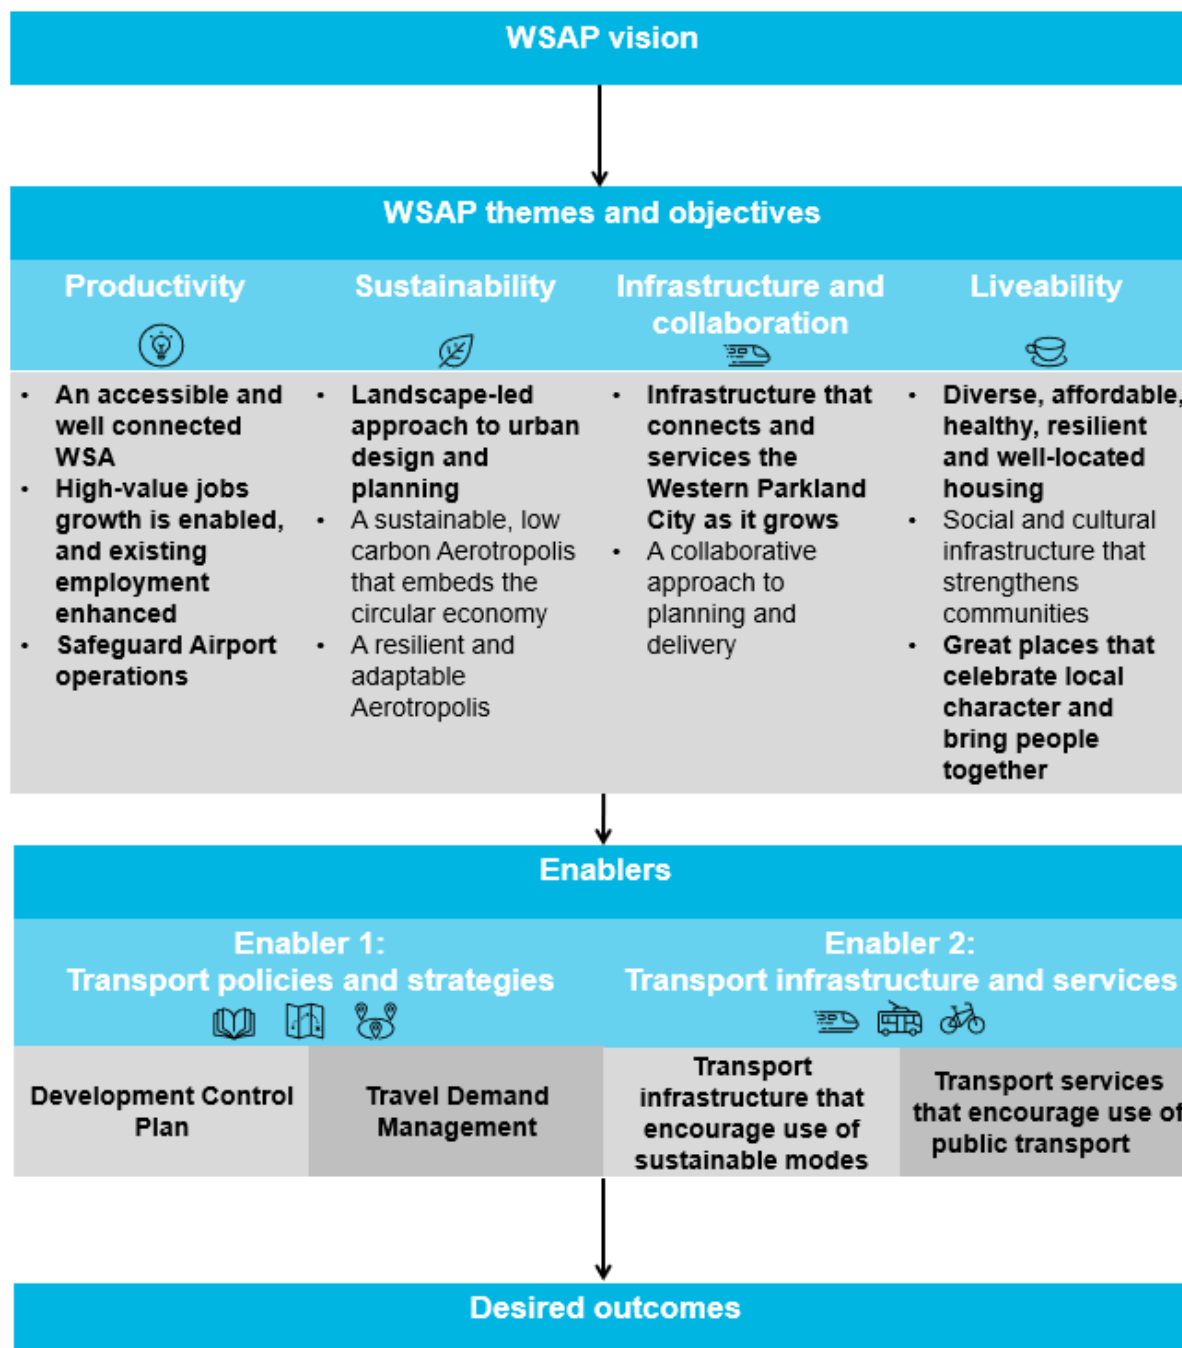 WSAP vision
WSAP themes and objectives
Productivity
Sustainability
Infrastructure and
collaboration
Liveability
• An accessible and
well connected
WSA
• High-value jobs
growth is enabled,
and existing
employment
enhanced
• Safeguard Airport
operations
• Landscape-led
approach to urban
design and
planning
• A sustainable, low
carbon Aerotropolis
that embeds the
circular economy
• A resilient and
adaptable
Aerotropolis
• Infrastructure that
connects and
services the
Western Parkland
City as it grows
• A collaborative
approach to
planning and
delivery
• Diverse, affordable,
healthy, resilient
and well-located
housing
• Social and cultural
infrastructure that
strengthens
communities
• Great places that
celebrate local
character and
bring people
together
Enablers
Enabler 1:
Transport policies and strategies
Enabler 2:
Transport infrastructure and services
Development Control
Plan
Travel Demand
Management
Transport
infrastructure that
encourage use of
sustainable modes
Transport services
that encourage use of
public transport
Desired outcomes